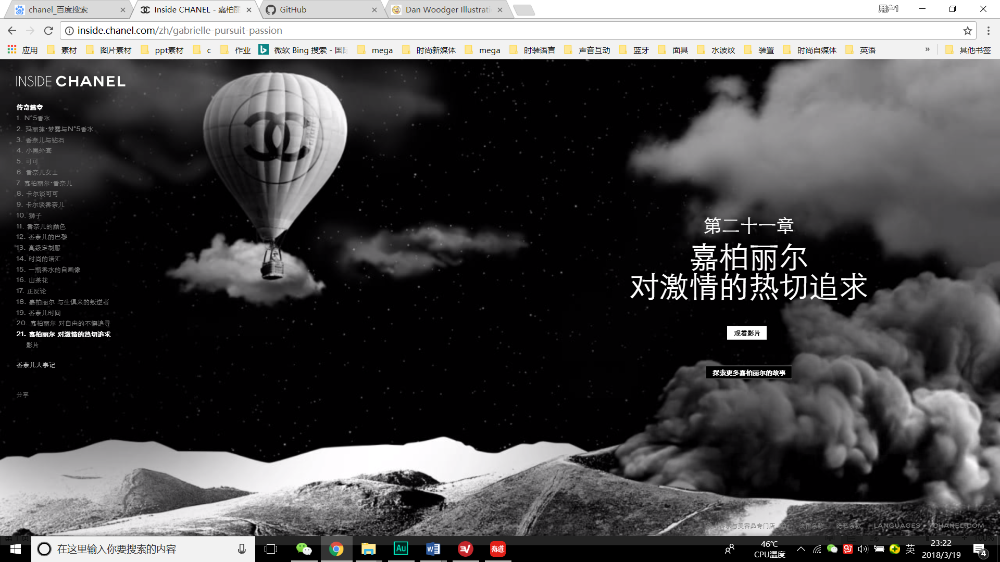 chanel_百度搜索
Inside CHANEL - 嘉柏丽
GitHub
Dan Woodger Illustrati
用户1
inside.chanel.com/zh/gabrielle-pursuit-passion
应用 素材 图片素材 ppt素材 c 作业 微软 Bing 搜索 - 国际 mega 时尚新媒体 mega 时装语言 声音互动 蓝牙 面具 水波纹 装置 时尚自媒体 英语 » 其他书签
INSIDE CHANEL
传奇篇章
1. N°5香水
2. 玛丽莲·梦露与N°5香水
3. 香奈儿与钻石
4. 小黑外套
5. 可可
6. 香奈儿女士
7. 嘉柏丽尔·香奈儿
8. 卡尔谈可可
9. 卡尔谈香奈儿
10. 狮子
11. 香奈儿的颜色
12. 香奈儿的巴黎
13. 高级定制服
14. 时尚的语汇
15. 一瓶香水的自画像
16. 山茶花
17. 正反论
18. 嘉柏丽尔 与生俱来的叛逆者
19. 香奈儿时间
20. 嘉柏丽尔 对自由的不懈追寻
21. 嘉柏丽尔 对激情的热切追求
影片
香奈儿大事记
分享
第二十一章
嘉柏丽尔
对激情的热切追求
观看影片
探索更多嘉柏丽尔的故事
香水与美容品专门店 法律条款 隐私条款 LANGUAGES CHANEL.COM
100%
在这里输入你要搜索的内容
Au
有道
46℃
CPU温度
英
23:22
2018/3/19
4